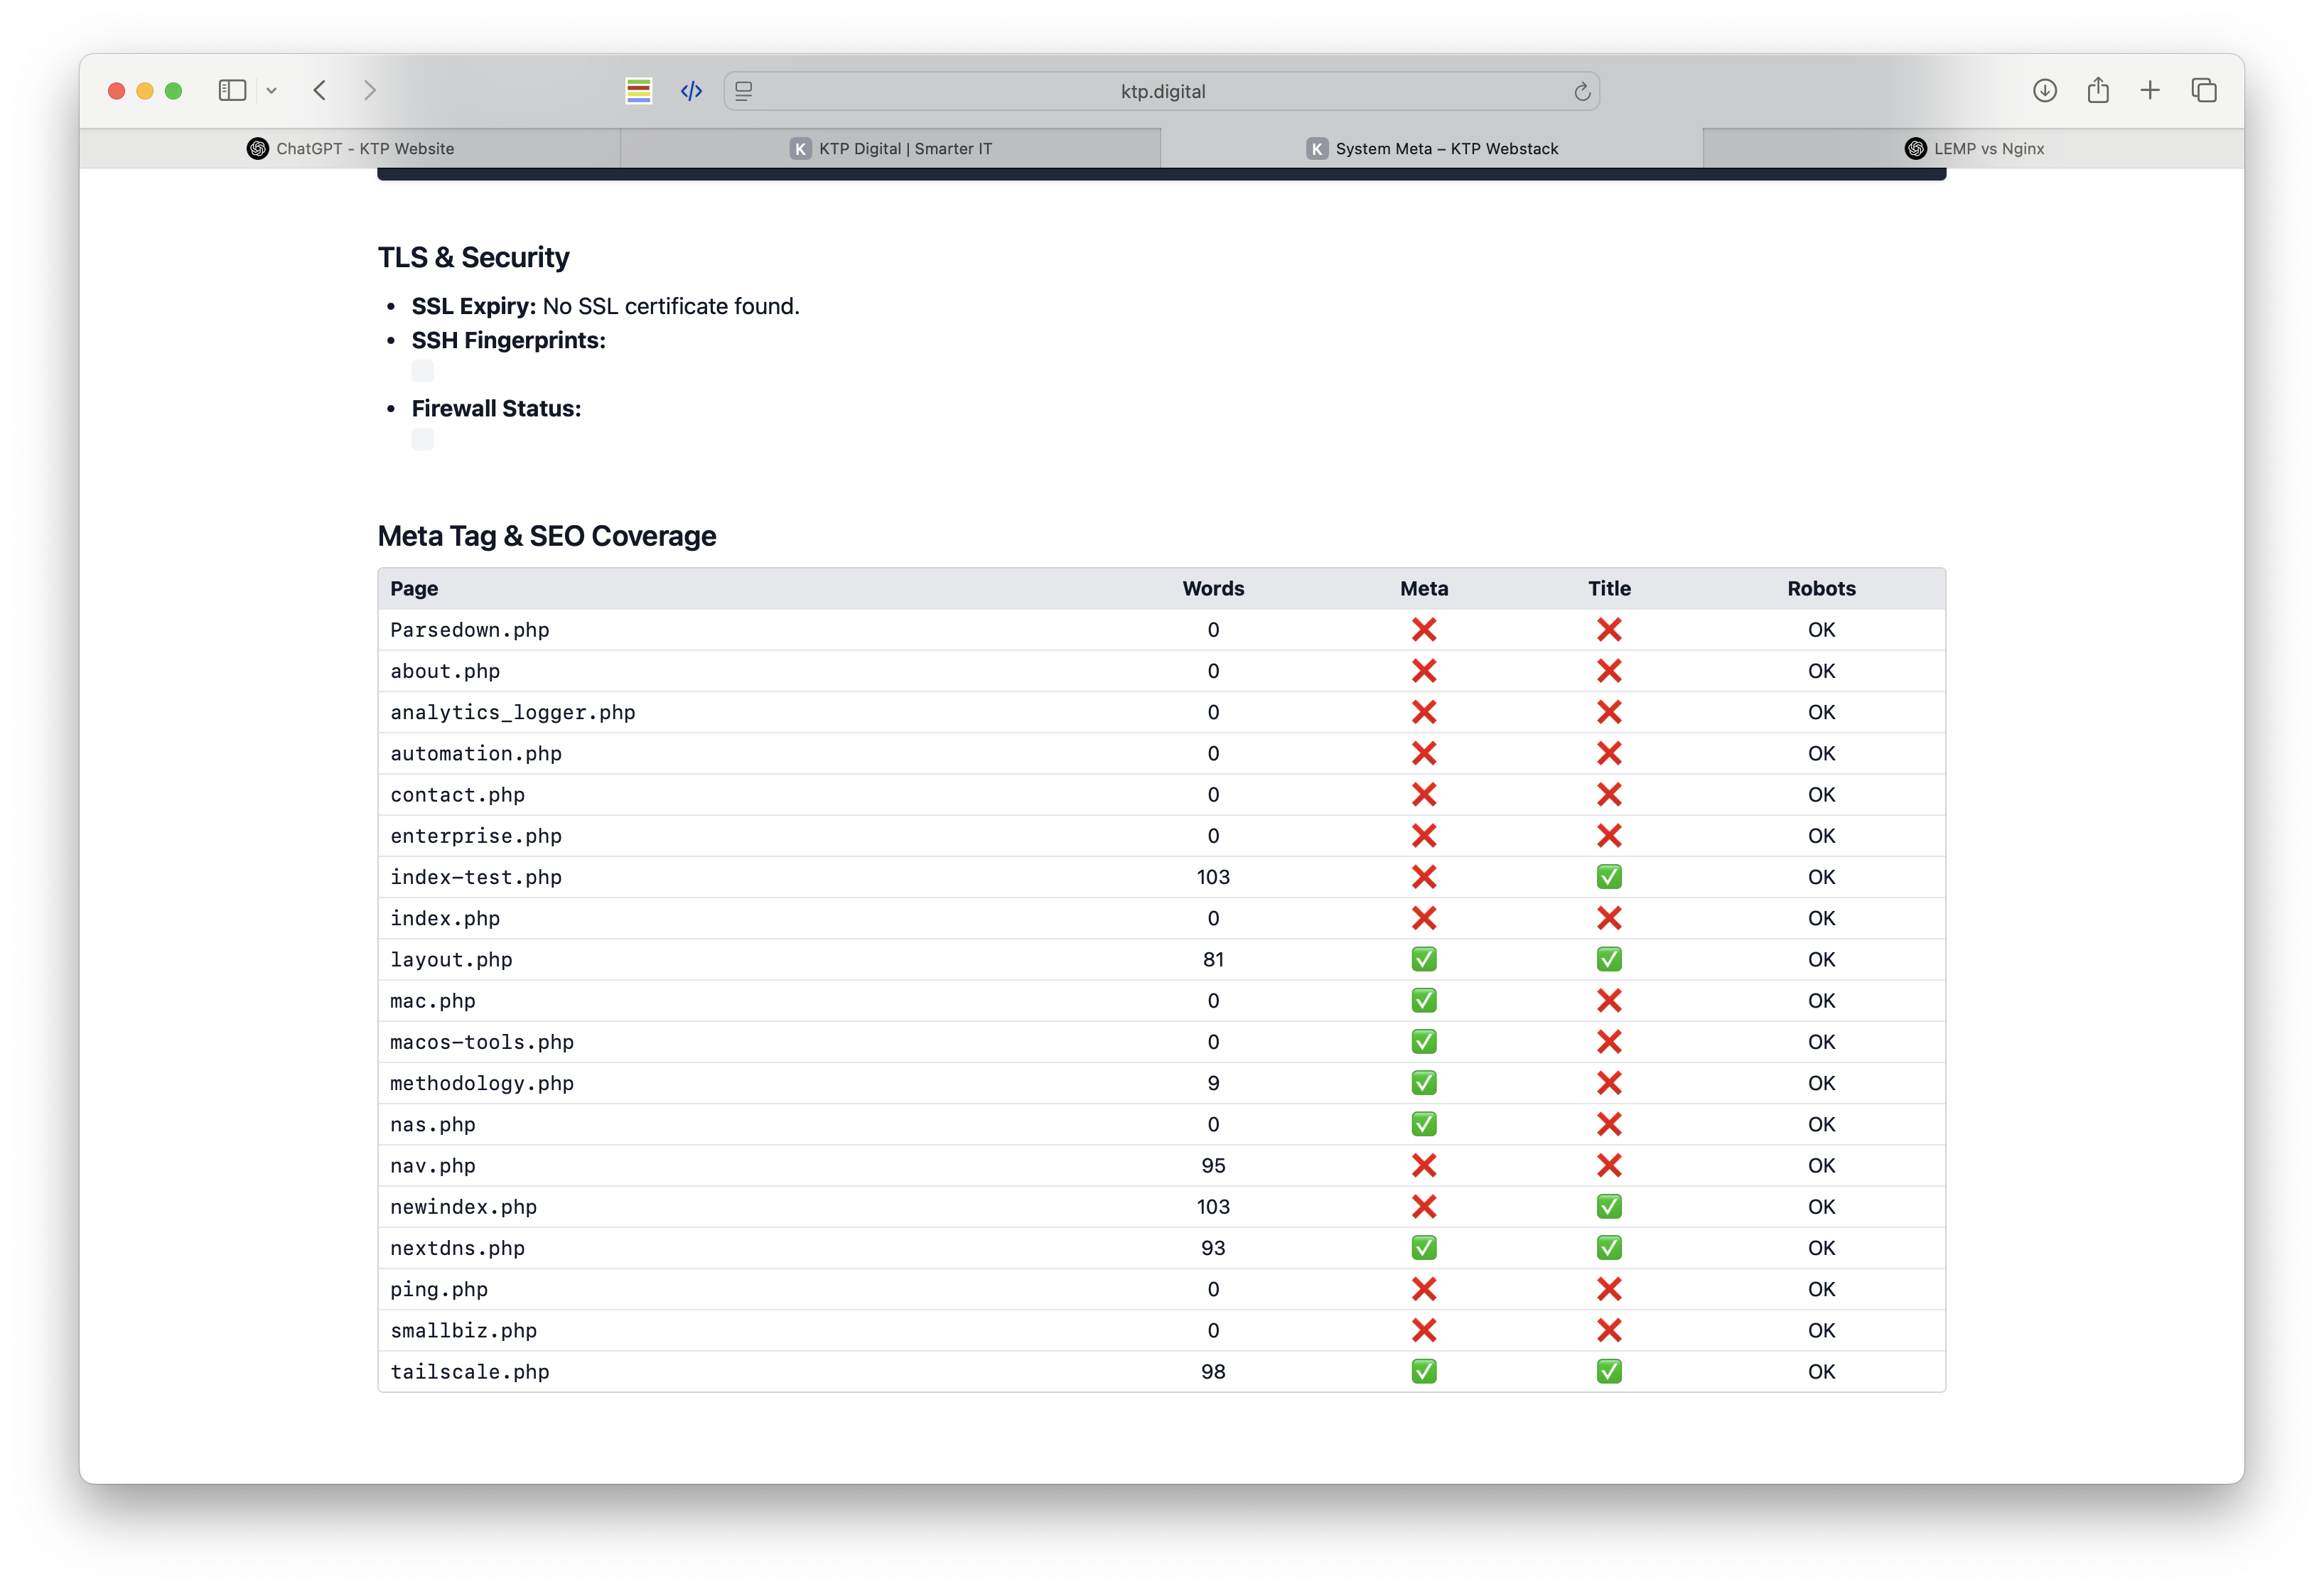 ktp.digital
ChatGPT - KTP Website
KTP Digital | Smarter IT
System Meta – KTP Webstack
LEMP vs Nginx
TLS & Security
• SSL Expiry: No SSL certificate found.
• SSH Fingerprints:
• Firewall Status:
Meta Tag & SEO Coverage
Page Words Meta Title Robots
Parsedown.php 0 ❌ ❌ OK
about.php 0 ❌ ❌ OK
analytics_logger.php 0 ❌ ❌ OK
automation.php 0 ❌ ❌ OK
contact.php 0 ❌ ❌ OK
enterprise.php 0 ❌ ❌ OK
index-test.php 103 ❌ ✅ OK
index.php 0 ❌ ❌ OK
layout.php 81 ✅ ✅ OK
mac.php 0 ✅ ❌ OK
macos-tools.php 0 ✅ ❌ OK
methodology.php 9 ✅ ❌ OK
nas.php 0 ✅ ❌ OK
nav.php 95 ❌ ❌ OK
newindex.php 103 ❌ ✅ OK
nextdns.php 93 ✅ ✅ OK
ping.php 0 ❌ ❌ OK
smallbiz.php 0 ❌ ❌ OK
tailscale.php 98 ✅ ✅ OK